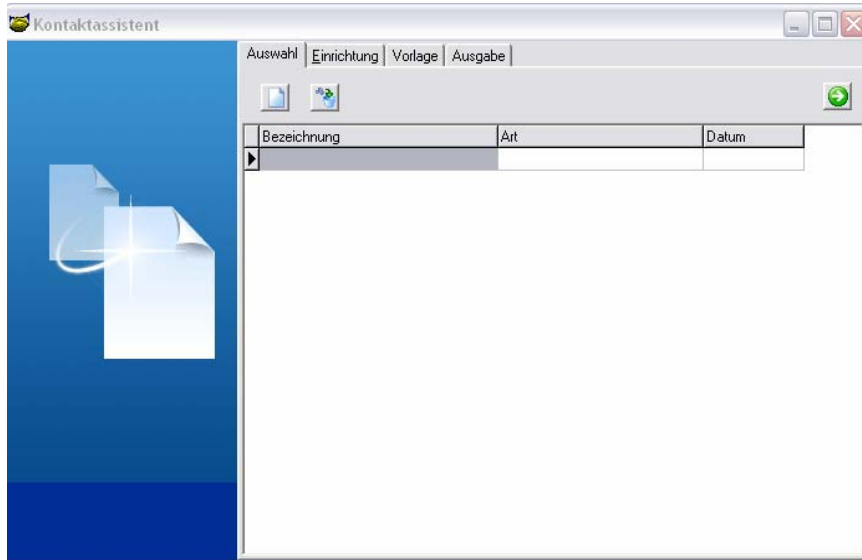 Kontaktassistent
Auswahl Einrichtung Vorlage Ausgabe
Bezeichnung Art Datum